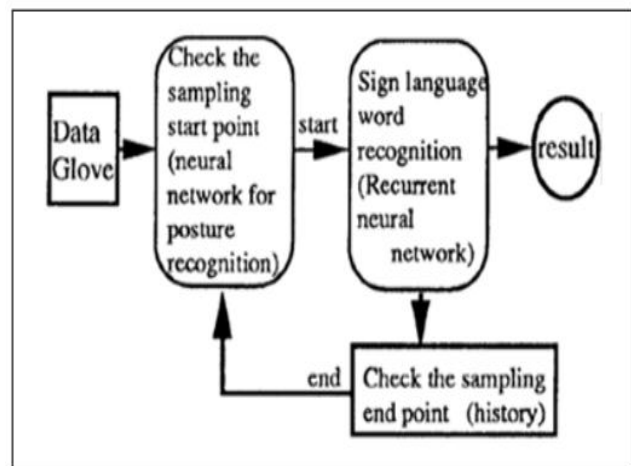 Data
Glove
Check the
sampling
start point
(neural
network for
posture
recognition)
start
Sign language
word
recognition
(Recurrent
neural
network)
result
end
Check the sampling
end point (history)